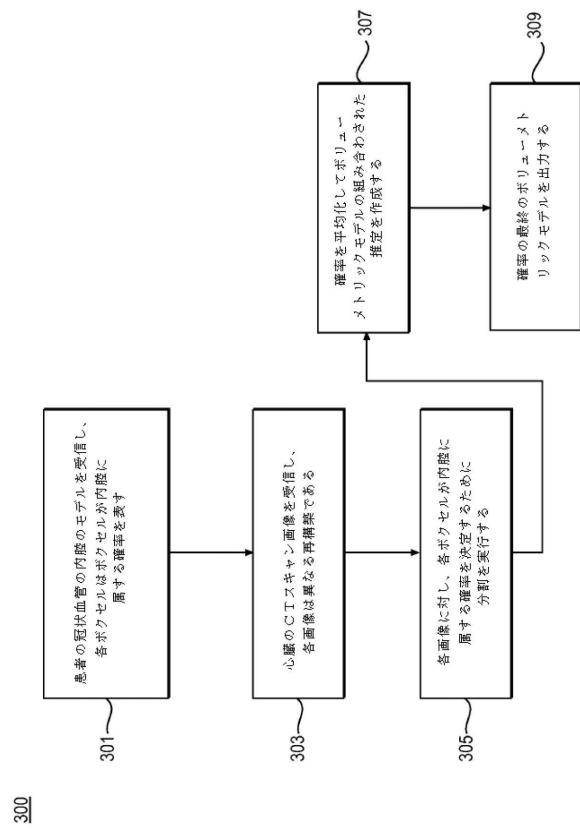 300
301
患者の冠状血管の内腔のモデルを受信し、
各ボクセルはボクセルが内腔に
属する確率を表す
303
心臓のCTスキャン画像を受信し、
各画像は異なる再構築である
305
各画像に対し、各ボクセルが内腔に
属する確率を決定するために
分割を実行する
307
確率を平均化してボリュー
メトリックモデルの組み合わされた
推定を作成する
309
確率の最終のボリューメト
リックモデルを出力する